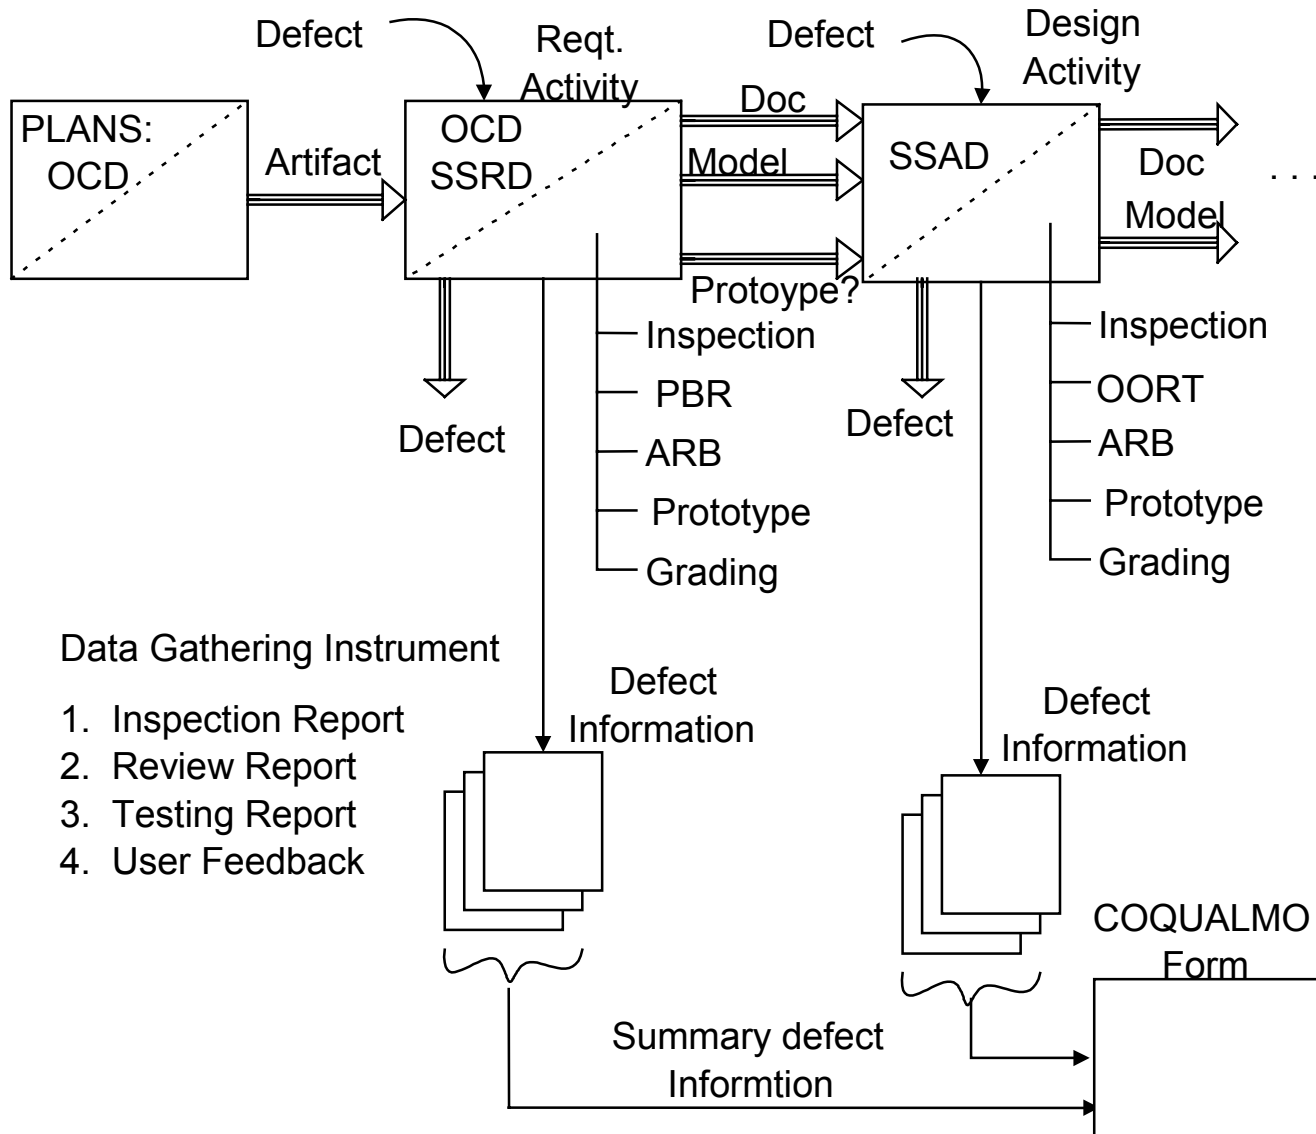 Defect
Reqt.
Activity
Defect
Design
Activity
PLANS:
OCD
Artifact
OCD
SSRD
Doc
Model
Protoype?
SSAD
Doc
Model
. . .
Defect
Inspection
PBR
ARB
Prototype
Grading
Defect
Inspection
OORT
ARB
Prototype
Grading
Data Gathering Instrument
1. Inspection Report
2. Review Report
3. Testing Report
4. User Feedback
Defect
Information
Defect
Information
COQUALMO
Form
Summary defect
Informtion